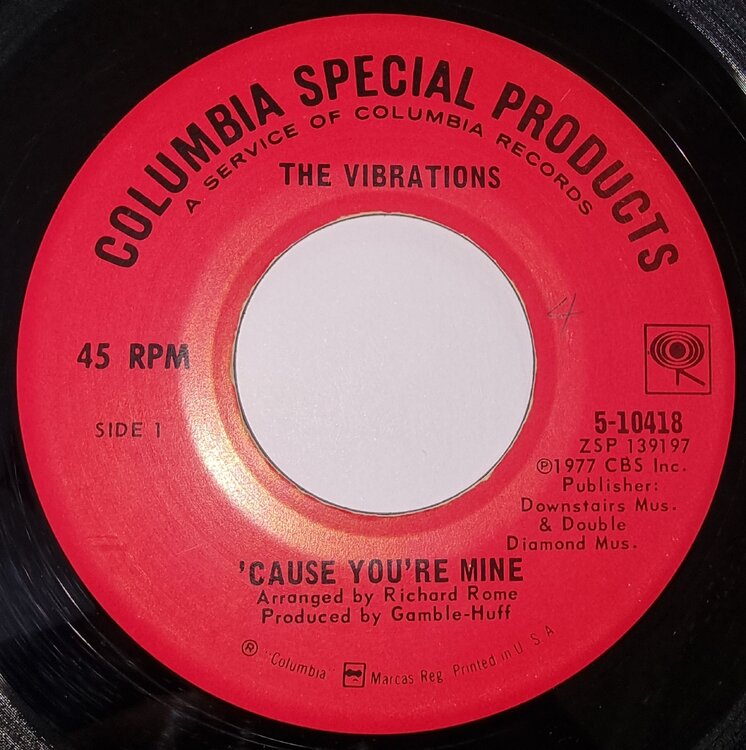 COLUMBIA SPECIAL PRODUCTS
A SERVICE OF COLUMBIA RECORDS
THE VIBRATIONS
4
45 RPM
SIDE 1
5-10418
ZSP 139197
Ⓟ1977 CBS Inc.
Publisher:
Downstairs Mus.
& Double
Diamond Mus.
'CAUSE YOU'RE MINE
Arranged by Richard Rome
Produced by Gamble-Huff
® "Columbia" Marcas Reg. Printed in U S A